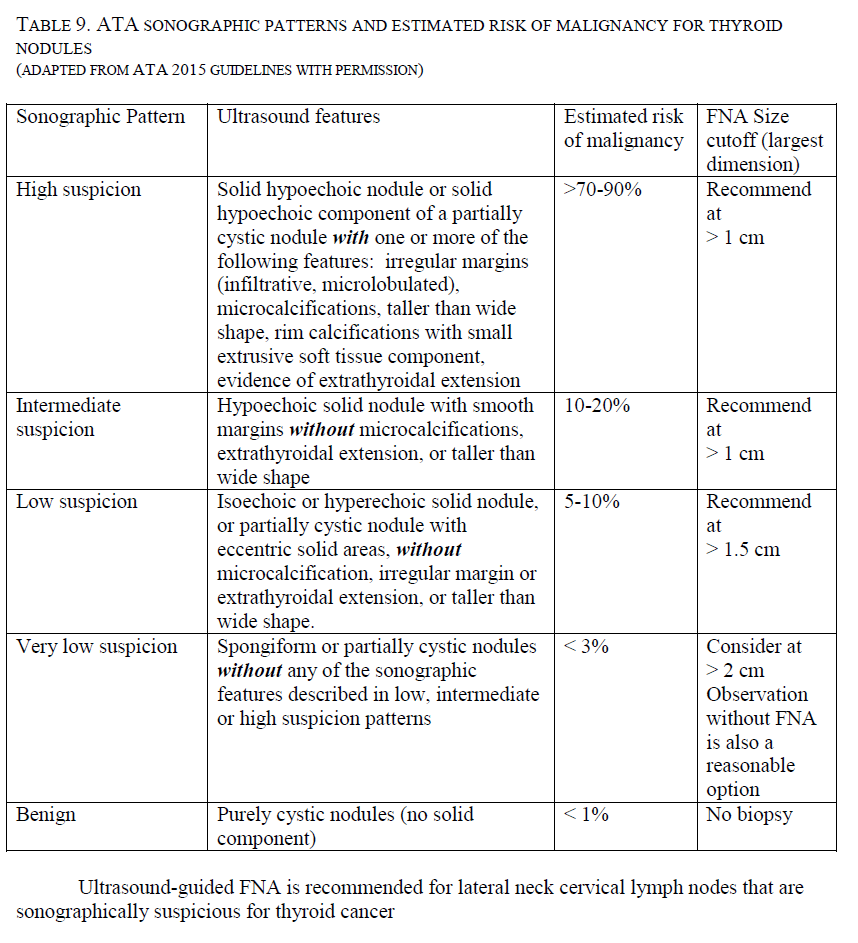 TABLE 9. ATA SONOGRAPHIC PATTERNS AND ESTIMATED RISK OF MALIGNANCY FOR THYROID
NODULES
(ADAPTED FROM ATA 2015 GUIDELINES WITH PERMISSION)
Sonographic Pattern
Ultrasound features
Estimated risk
of malignancy
FNA Size
cutoff (largest
dimension)
High suspicion
Solid hypoechoic nodule or solid
hypoechoic component of a partially
cystic nodule with one or more of the
following features:  irregular margins
(infiltrative, microlobulated),
microcalcifications, taller than wide
shape, rim calcifications with small
extrusive soft tissue component,
evidence of extrathyroidal extension
>70-90%
Recommend
at
> 1 cm
Intermediate
suspicion
Hypoechoic solid nodule with smooth
margins without microcalcifications,
extrathyroidal extension, or taller than
wide shape
10-20%
Recommend
at
> 1 cm
Low suspicion
Isoechoic or hyperechoic solid nodule,
or partially cystic nodule with
eccentric solid areas, without
microcalcification, irregular margin or
extrathyroidal extension, or taller than
wide shape.
5-10%
Recommend
at
> 1.5 cm
Very low suspicion
Spongiform or partially cystic nodules
without any of the sonographic
features described in low, intermediate
or high suspicion patterns
< 3%
Consider at
> 2 cm
Observation
without FNA
is also a
reasonable
option
Benign
Purely cystic nodules (no solid
component)
< 1%
No biopsy
Ultrasound-guided FNA is recommended for lateral neck cervical lymph nodes that are
sonographically suspicious for thyroid cancer